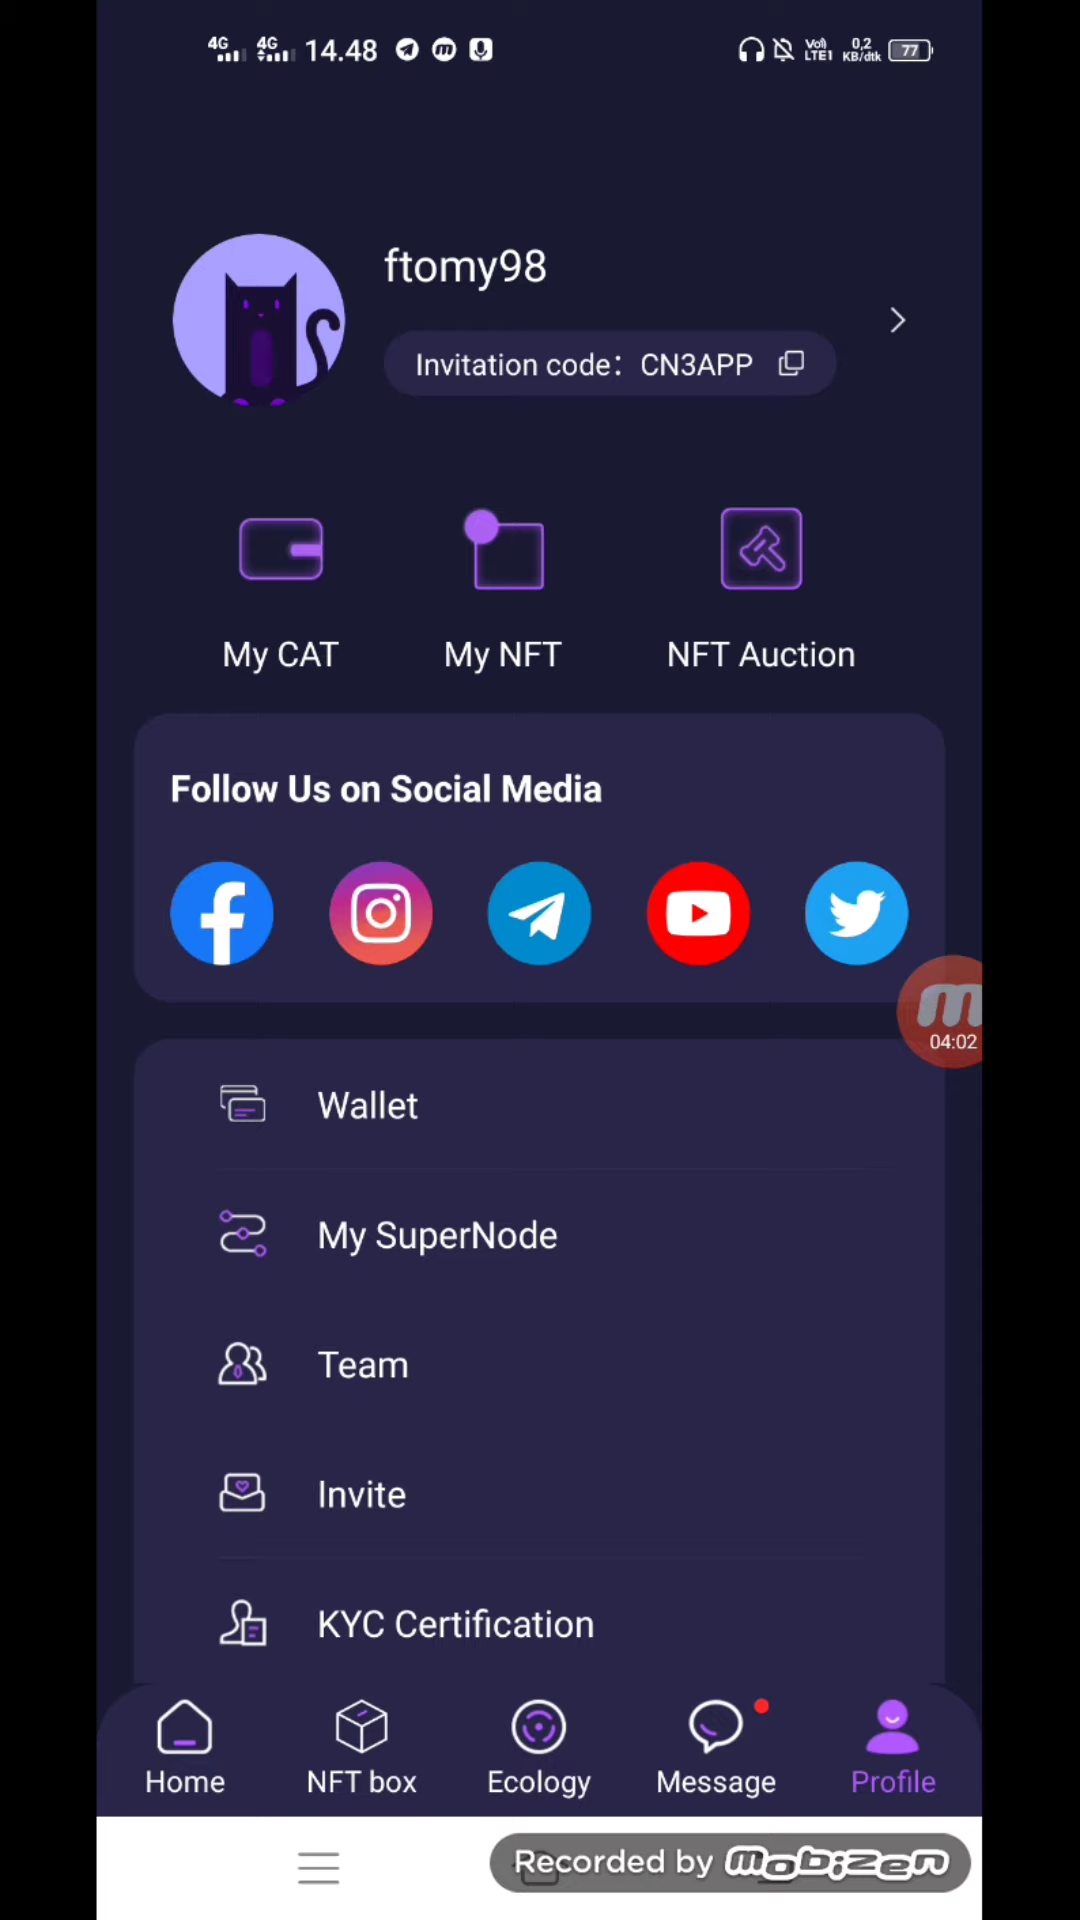 4G 4G 14.48 Vo) LTE1 0,2 KB/dtk 77
ftomy98
Invitation code: CN3APP
My CAT My NFT NFT Auction
Follow Us on Social Media
m
04:02
Wallet
My SuperNode
Team
Invite
KYC Certification
Home NFT box Ecology Message Profile
Recorded by mobizen